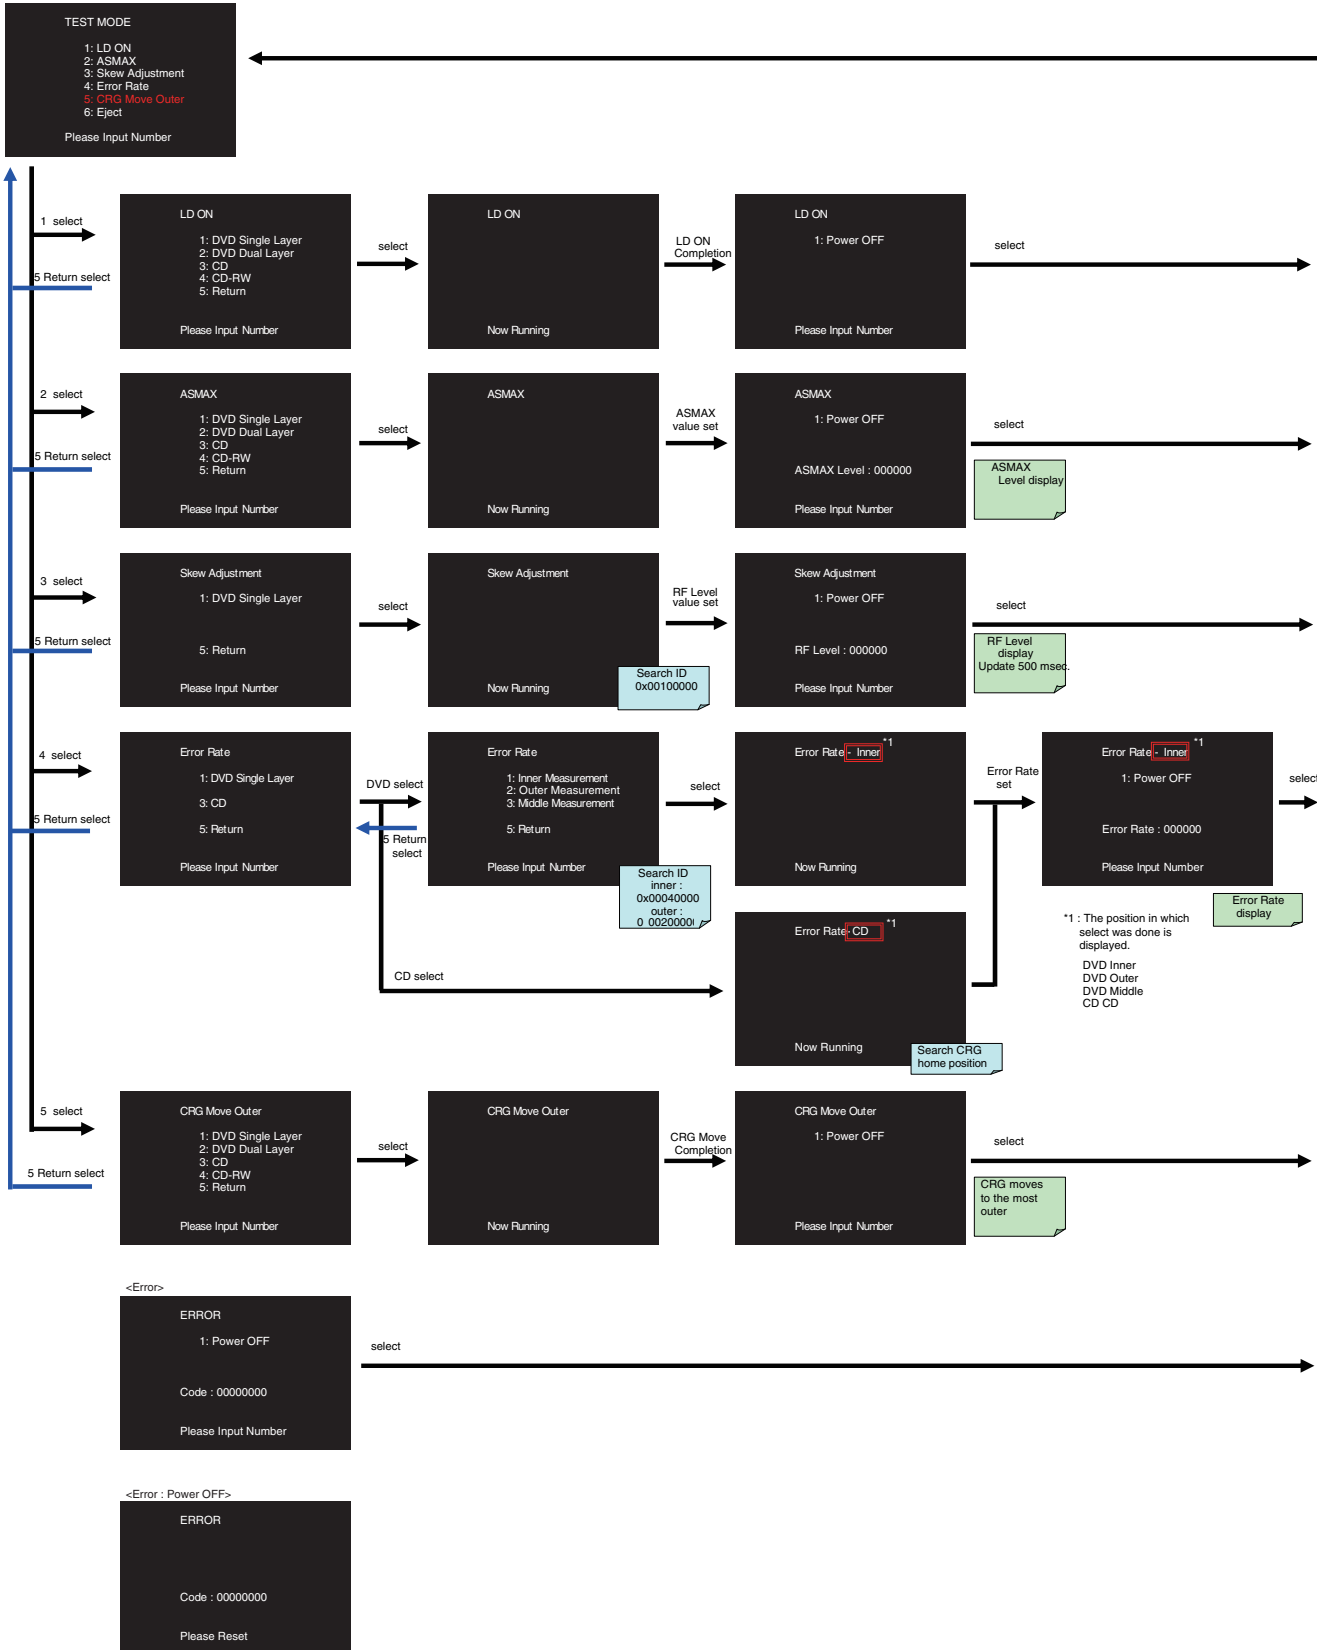 TEST MODE
1: LD ON
2: ASMAX
3: Skew Adjustment
4: Error Rate
5: CRG Move Outer
6: Eject
Please Input Number
1 select
5 Return select
LD ON
1: DVD Single Layer
2: DVD Dual Layer
3: CD
4: CD-RW
5: Return
Please Input Number
select
LD ON
Now Running
LD ON
Completion
LD ON
1: Power OFF
Please Input Number
select
2 select
5 Return select
ASMAX
1: DVD Single Layer
2: DVD Dual Layer
3: CD
4: CD-RW
5: Return
Please Input Number
select
ASMAX
Now Running
ASMAX
value set
ASMAX
1: Power OFF
ASMAX Level : 000000
Please Input Number
select
ASMAX
Level display
3 select
5 Return select
Skew Adjustment
1: DVD Single Layer
5: Return
Please Input Number
select
Skew Adjustment
Now Running
Search ID
0x00100000
RF Level
value set
Skew Adjustment
1: Power OFF
RF Level : 000000
Please Input Number
select
RF Level
display
Update 500 msec.
4 select
5 Return select
Error Rate
1: DVD Single Layer
3: CD
5: Return
Please Input Number
DVD select
5 Return
select
Error Rate
1: Inner Measurement
2: Outer Measurement
3: Middle Measurement
5: Return
Please Input Number
Search ID
inner :
0x00040000
outer :
select
Error Rate - Inner *1
Now Running
Error Rate
set
Error Rate - Inner *1
1: Power OFF
Error Rate : 000000
Please Input Number
select
Error Rate
display
*1 : The position in which
select was done is
displayed.
DVD Inner
DVD Outer
DVD Middle
CD CD
CD select
Error Rate - CD *1
Now Running
Search CRG
home position
5 select
5 Return select
CRG Move Outer
1: DVD Single Layer
2: DVD Dual Layer
3: CD
4: CD-RW
5: Return
Please Input Number
select
CRG Move Outer
Now Running
CRG Move
Completion
CRG Move Outer
1: Power OFF
Please Input Number
select
CRG moves
to the most
outer
<Error>
ERROR
1: Power OFF
Code : 00000000
Please Input Number
select
<Error : Power OFF>
ERROR
Code : 00000000
Please Reset